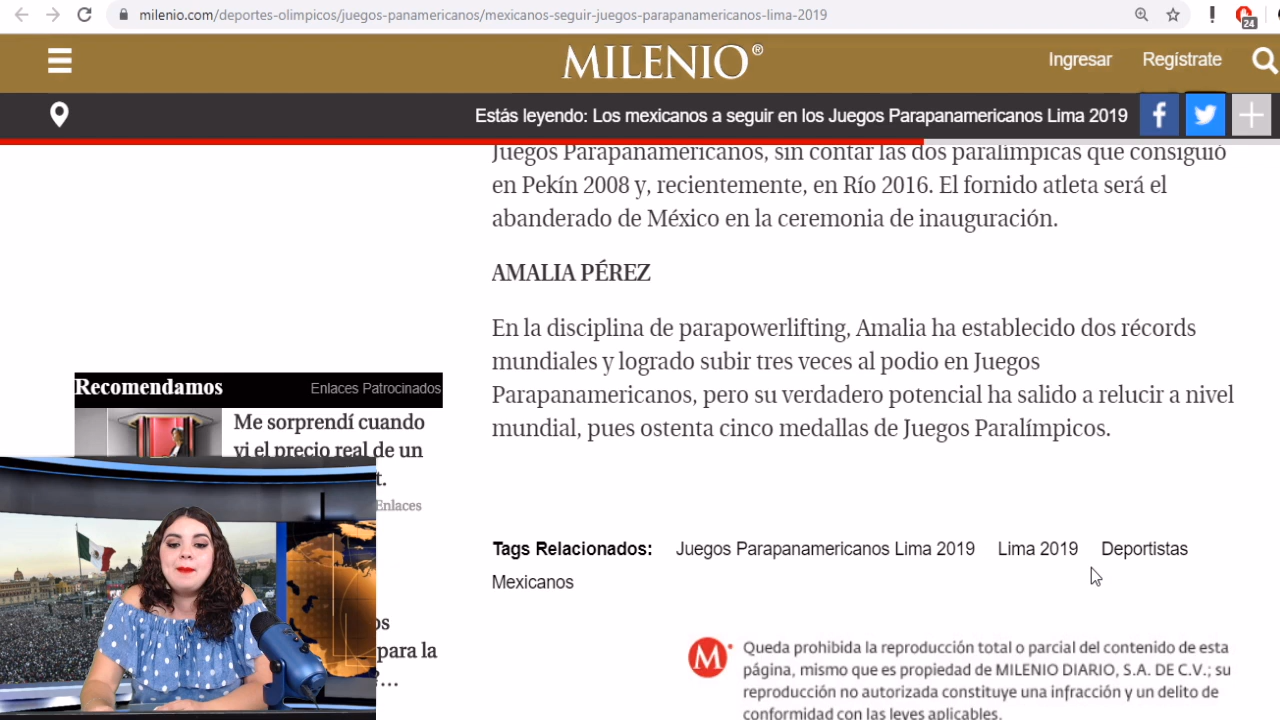 milenio.com/deportes-olimpicos/juegos-panamericanos/mexicanos-seguir-juegos-parapanamericanos-lima-2019
24
MILENIO®
Ingresar
Regístrate
Estás leyendo: Los mexicanos a seguir en los Juegos Parapanamericanos Lima 2019
Juegos Parapanamericanos, sin contar las dos paralímpicas que consiguió
en Pekín 2008 y, recientemente, en Río 2016. El fornido atleta será el
abanderado de México en la ceremonia de inauguración.
AMALIA PÉREZ
En la disciplina de parapowerlifting, Amalia ha establecido dos récords
mundiales y logrado subir tres veces al podio en Juegos
Parapanamericanos, pero su verdadero potencial ha salido a relucir a nivel
mundial, pues ostenta cinco medallas de Juegos Paralímpicos.
Recomendamos
Enlaces Patrocinados
Me sorprendí cuando
vi el precio real de un
t.
Enlaces
os
para la
?...
Tags Relacionados: Juegos Parapanamericanos Lima 2019 Lima 2019 Deportistas
Mexicanos
M
Queda prohibida la reproducción total o parcial del contenido de esta
página, mismo que es propiedad de MILENIO DIARIO, S.A. DE C.V.; su
reproducción no autorizada constituye una infracción y un delito de
conformidad con las leyes aplicables.